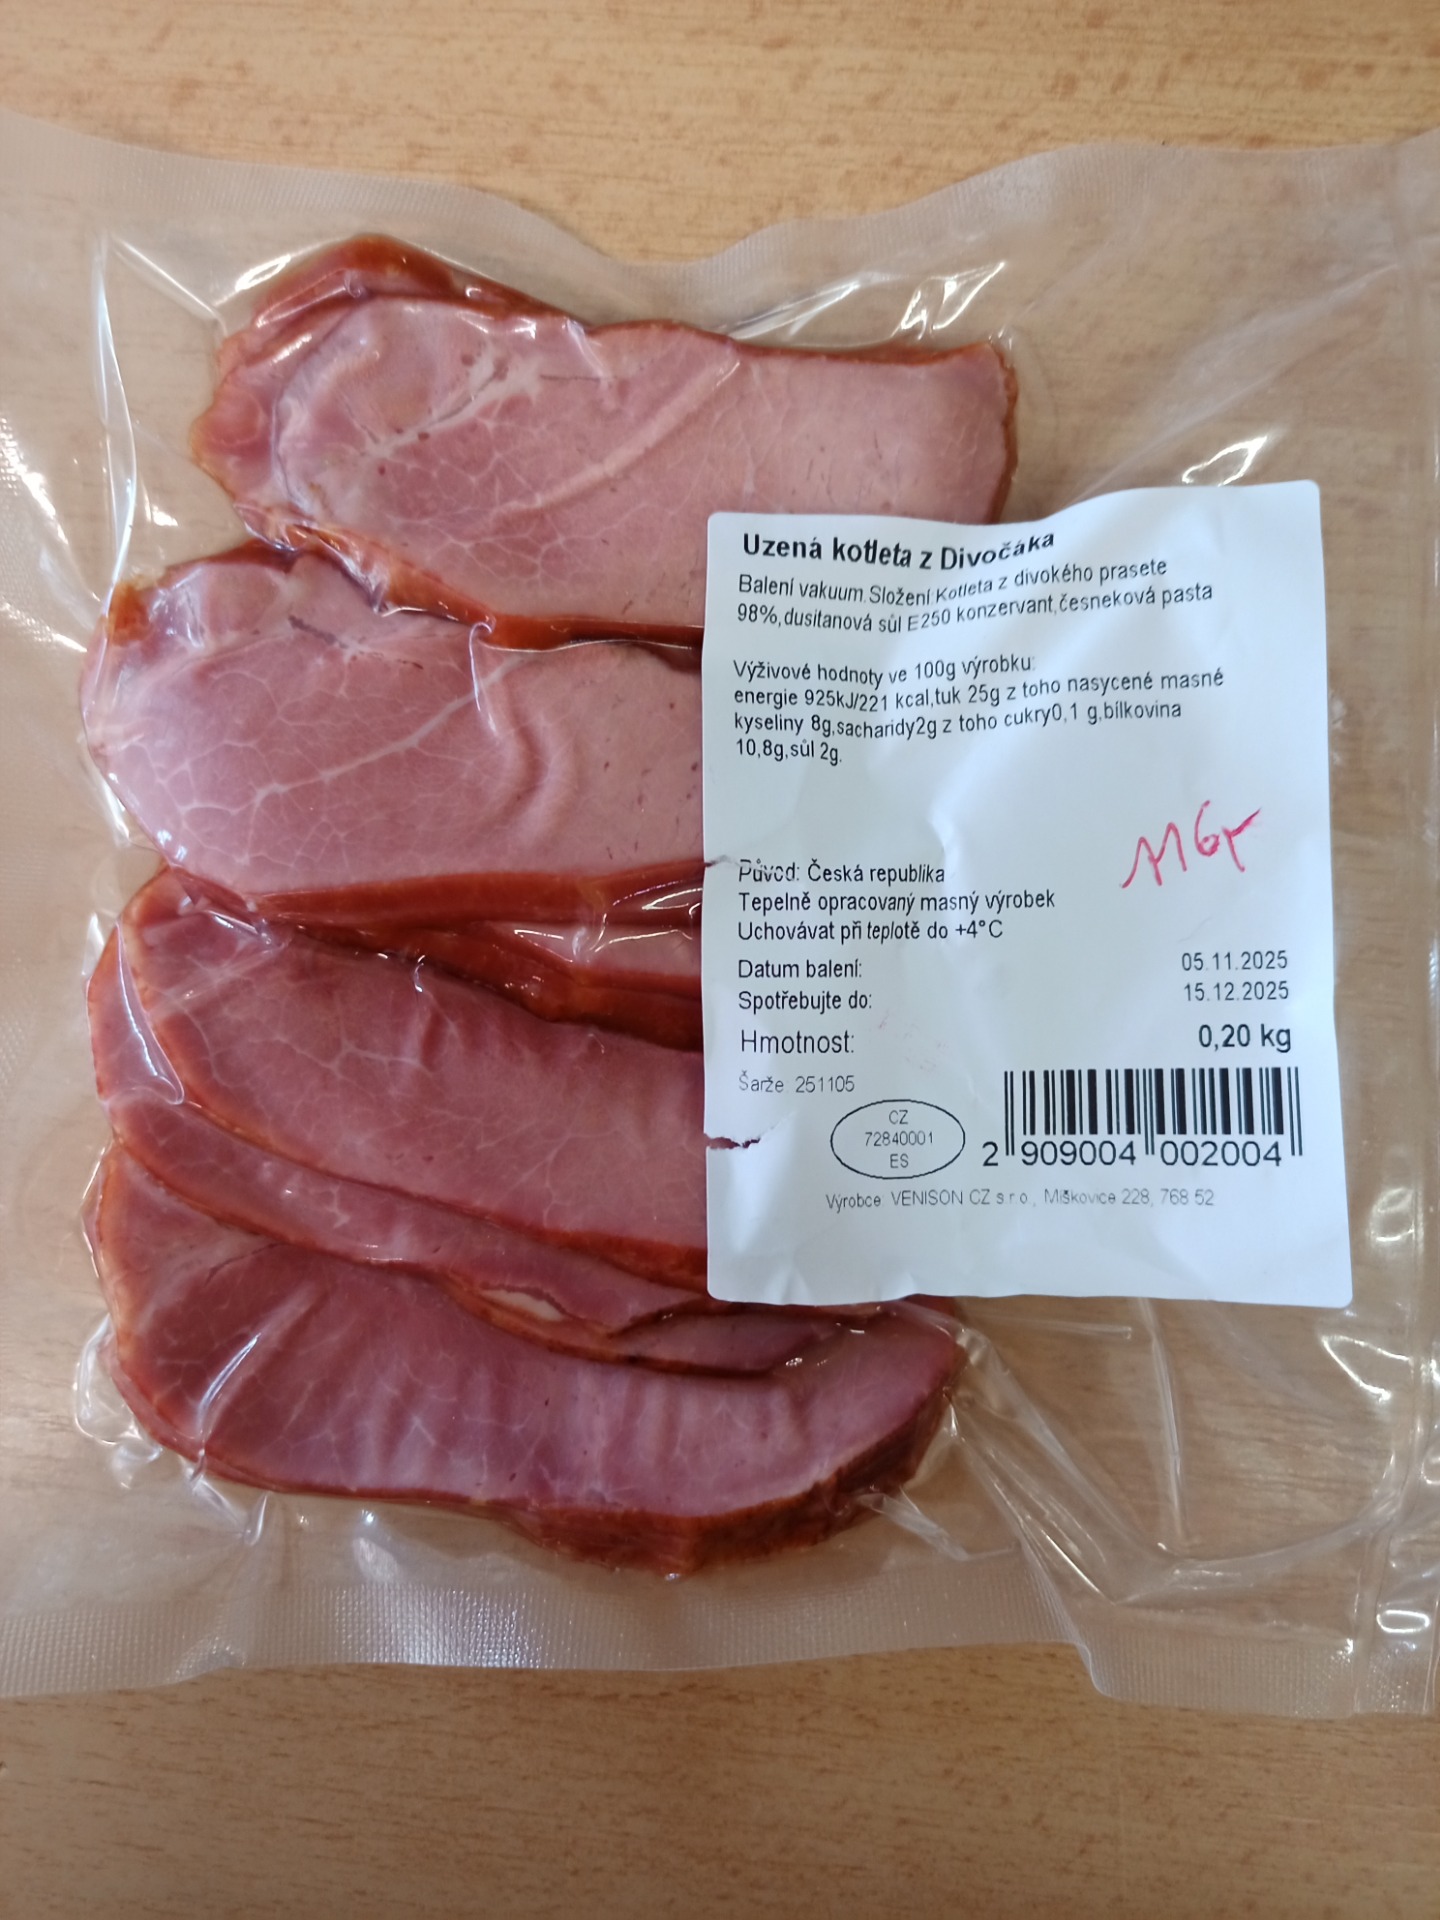 Uzená kotleta z Divočáka
Balení vakuum.Složení:Kotleta z divokého prasete
98%,dusitanová sůl E250 konzervant,česneková pasta
Výživové hodnoty ve 100g výrobku:
energie 925kJ/221 kcal,tuk 25g z toho nasycené masné
kyseliny 8g,sacharidy2g z toho cukry0,1 g,bílkovina
10,8g,sůl 2g.
Původ: Česká republika
Tepelně opracovaný masný výrobek
Uchovávat při teplotě do +4°C
Datum balení: 05.11.2025
Spotřebujte do: 15.12.2025
Hmotnost: 0,20 kg
Šarže 251105
CZ
72840001
ES
2 909004 002004
Výrobce: VENISON CZ s.r.o., Miškovice 228, 768 52